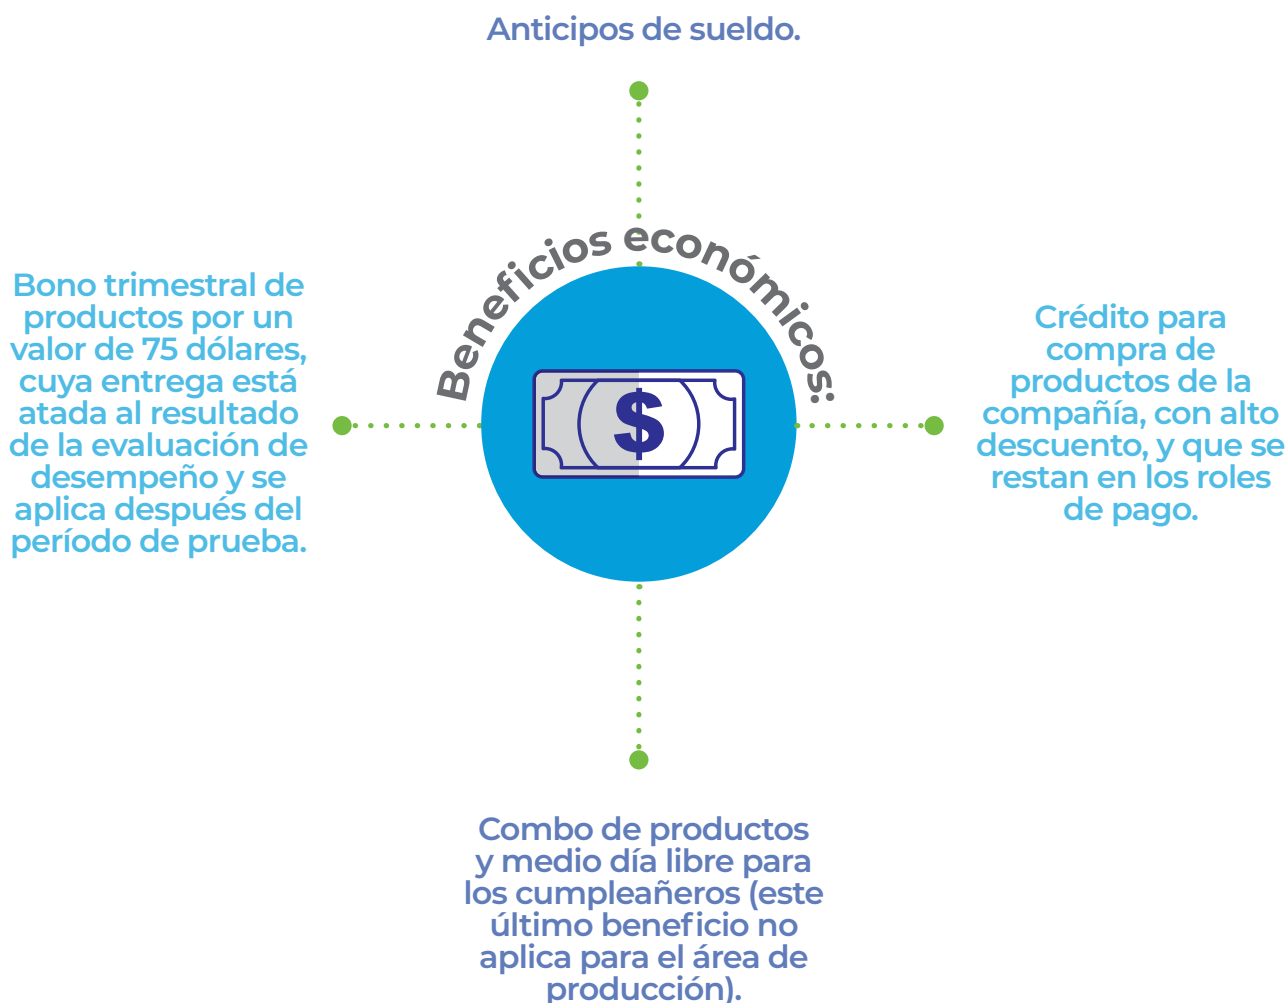 Anticipos de sueldo.
Beneficios económicos:
Bono trimestral de
productos por un
valor de 75 dólares,
cuya entrega está
atada al resultado
de la evaluación de
desempeño y se
aplica después del
período de prueba.
$
Crédito para
compra de
productos de la
compañía, con alto
descuento, y que se
restan en los roles
de pago.
Combo de productos
y medio día libre para
los cumpleañeros (este
último beneficio no
aplica para el área de
producción).